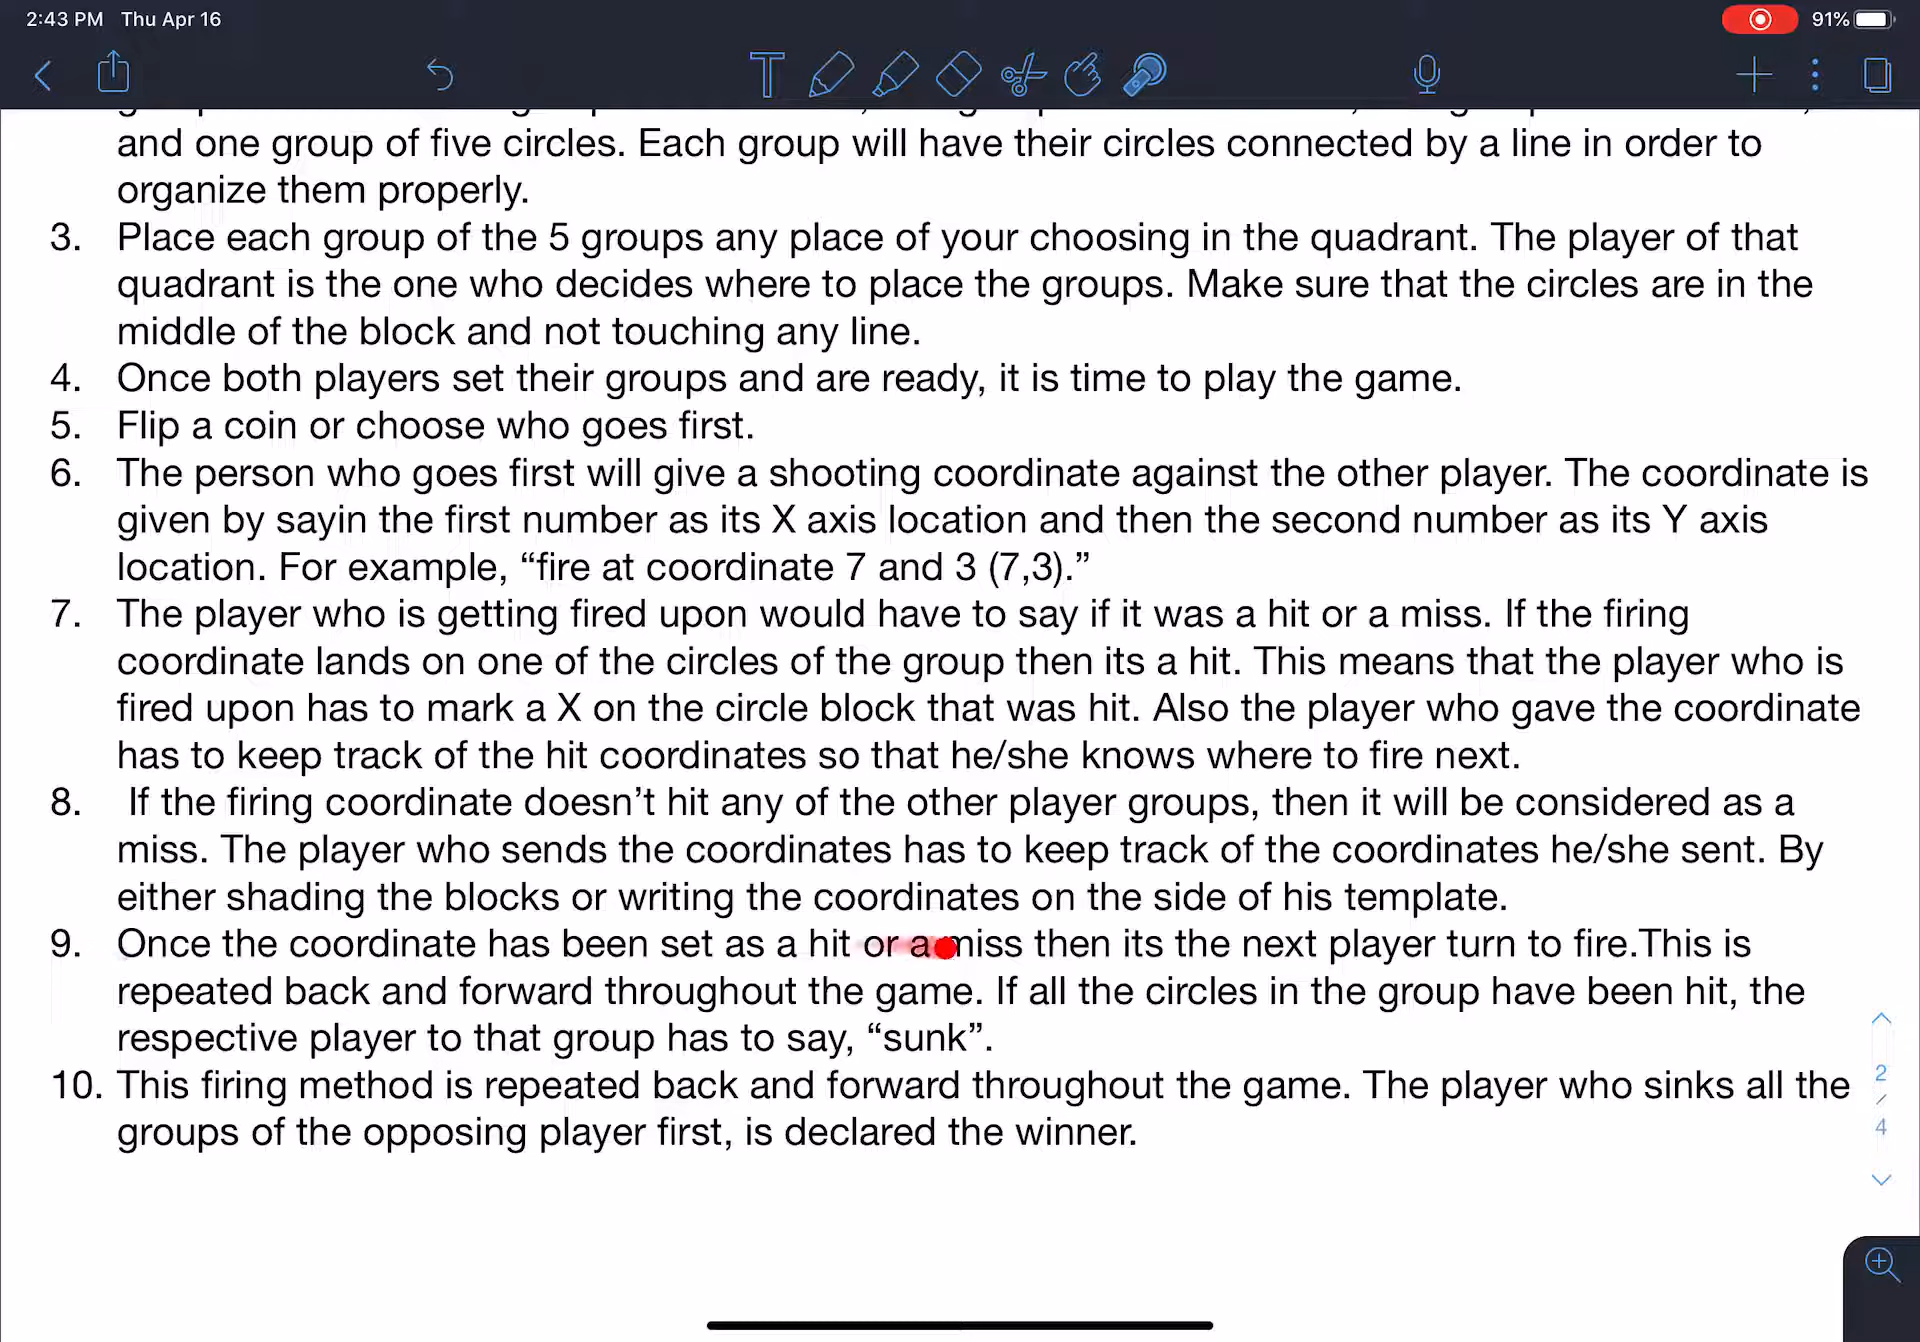 2:43 PM Thu Apr 16
91%
and one group of five circles. Each group will have their circles connected by a line in order to
organize them properly.
3. Place each group of the 5 groups any place of your choosing in the quadrant. The player of that
quadrant is the one who decides where to place the groups. Make sure that the circles are in the
middle of the block and not touching any line.
4. Once both players set their groups and are ready, it is time to play the game.
5. Flip a coin or choose who goes first.
6. The person who goes first will give a shooting coordinate against the other player. The coordinate is
given by sayin the first number as its X axis location and then the second number as its Y axis
location. For example, “fire at coordinate 7 and 3 (7,3).”
7. The player who is getting fired upon would have to say if it was a hit or a miss. If the firing
coordinate lands on one of the circles of the group then its a hit. This means that the player who is
fired upon has to mark a X on the circle block that was hit. Also the player who gave the coordinate
has to keep track of the hit coordinates so that he/she knows where to fire next.
8. If the firing coordinate doesn’t hit any of the other player groups, then it will be considered as a
miss. The player who sends the coordinates has to keep track of the coordinates he/she sent. By
either shading the blocks or writing the coordinates on the side of his template.
9. Once the coordinate has been set as a hit or a miss then its the next player turn to fire.This is
repeated back and forward throughout the game. If all the circles in the group have been hit, the
respective player to that group has to say, “sunk”.
10. This firing method is repeated back and forward throughout the game. The player who sinks all the
groups of the opposing player first, is declared the winner.
2
/
4